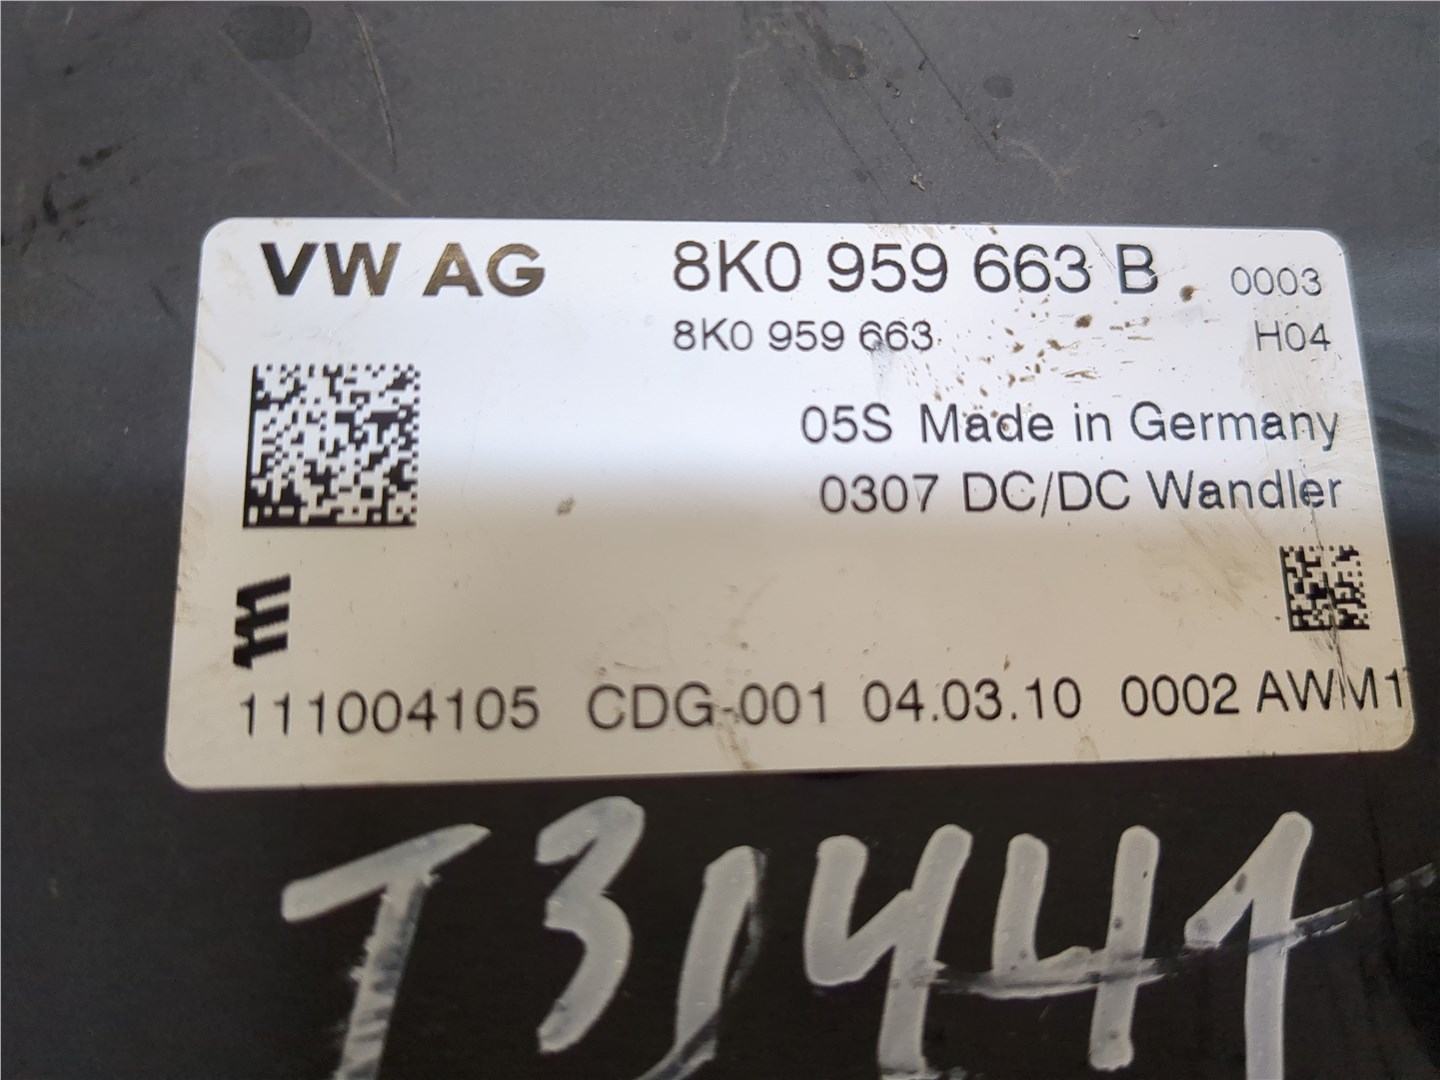 VW AG 8K0 959 663 B 0003
8K0 959 663 H04
05S Made in Germany
0307 DC/DC Wandler
111004105 CDG-001 04.03.10 0002 AWM1
T31441